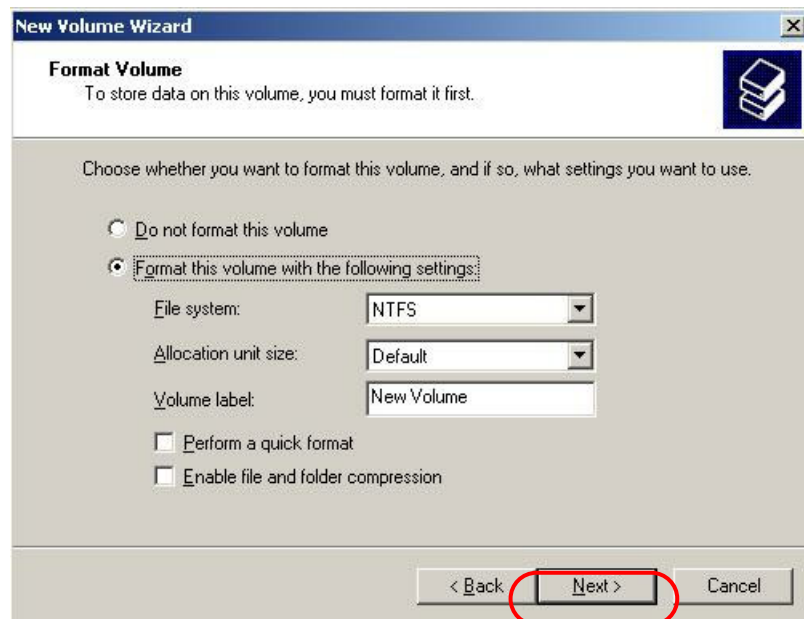 New Volume Wizard
Format Volume
To store data on this volume, you must format it first.
Choose whether you want to format this volume, and if so, what settings you want to use.
Do not format this volume
Format this volume with the following settings:
File system:
NTFS
Allocation unit size:
Default
Volume label:
New Volume
Perform a quick format
Enable file and folder compression
< Back
Next >
Cancel